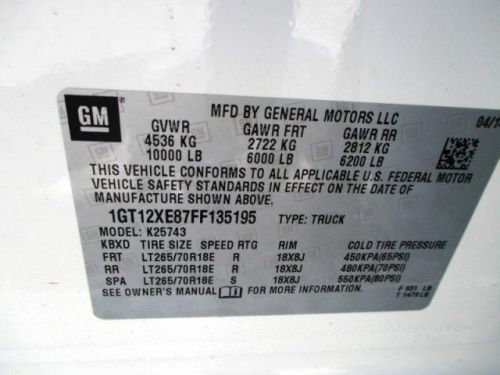 GM
MFD BY GENERAL MOTORS LLC
GVWR GAWR FRT GAWR RR
4536 KG 2722 KG 2812 KG
10000 LB 6000 LB 6200 LB
THIS VEHICLE CONFORMS TO ALL APPLICABLE U.S. FEDERAL MOTOR
VEHICLE SAFETY STANDARDS IN EFFECT ON THE DATE OF
MANUFACTURE SHOWN ABOVE.
1GT12XE87FF135195 TYPE: TRUCK
MODEL: K25743
KBXD TIRE SIZE SPEED RTG RIM COLD TIRE PRESSURE
FRT LT265/70R18E R 18X8J 450KPA(65PSI)
RR LT265/70R18E R 18X8J 480KPA(70PSI)
SPA LT265/70R18E S 18X8J 550KPA(80PSI)
SEE OWNER'S MANUAL FOR MORE INFORMATION.
F 931 LB
T 1479 LB